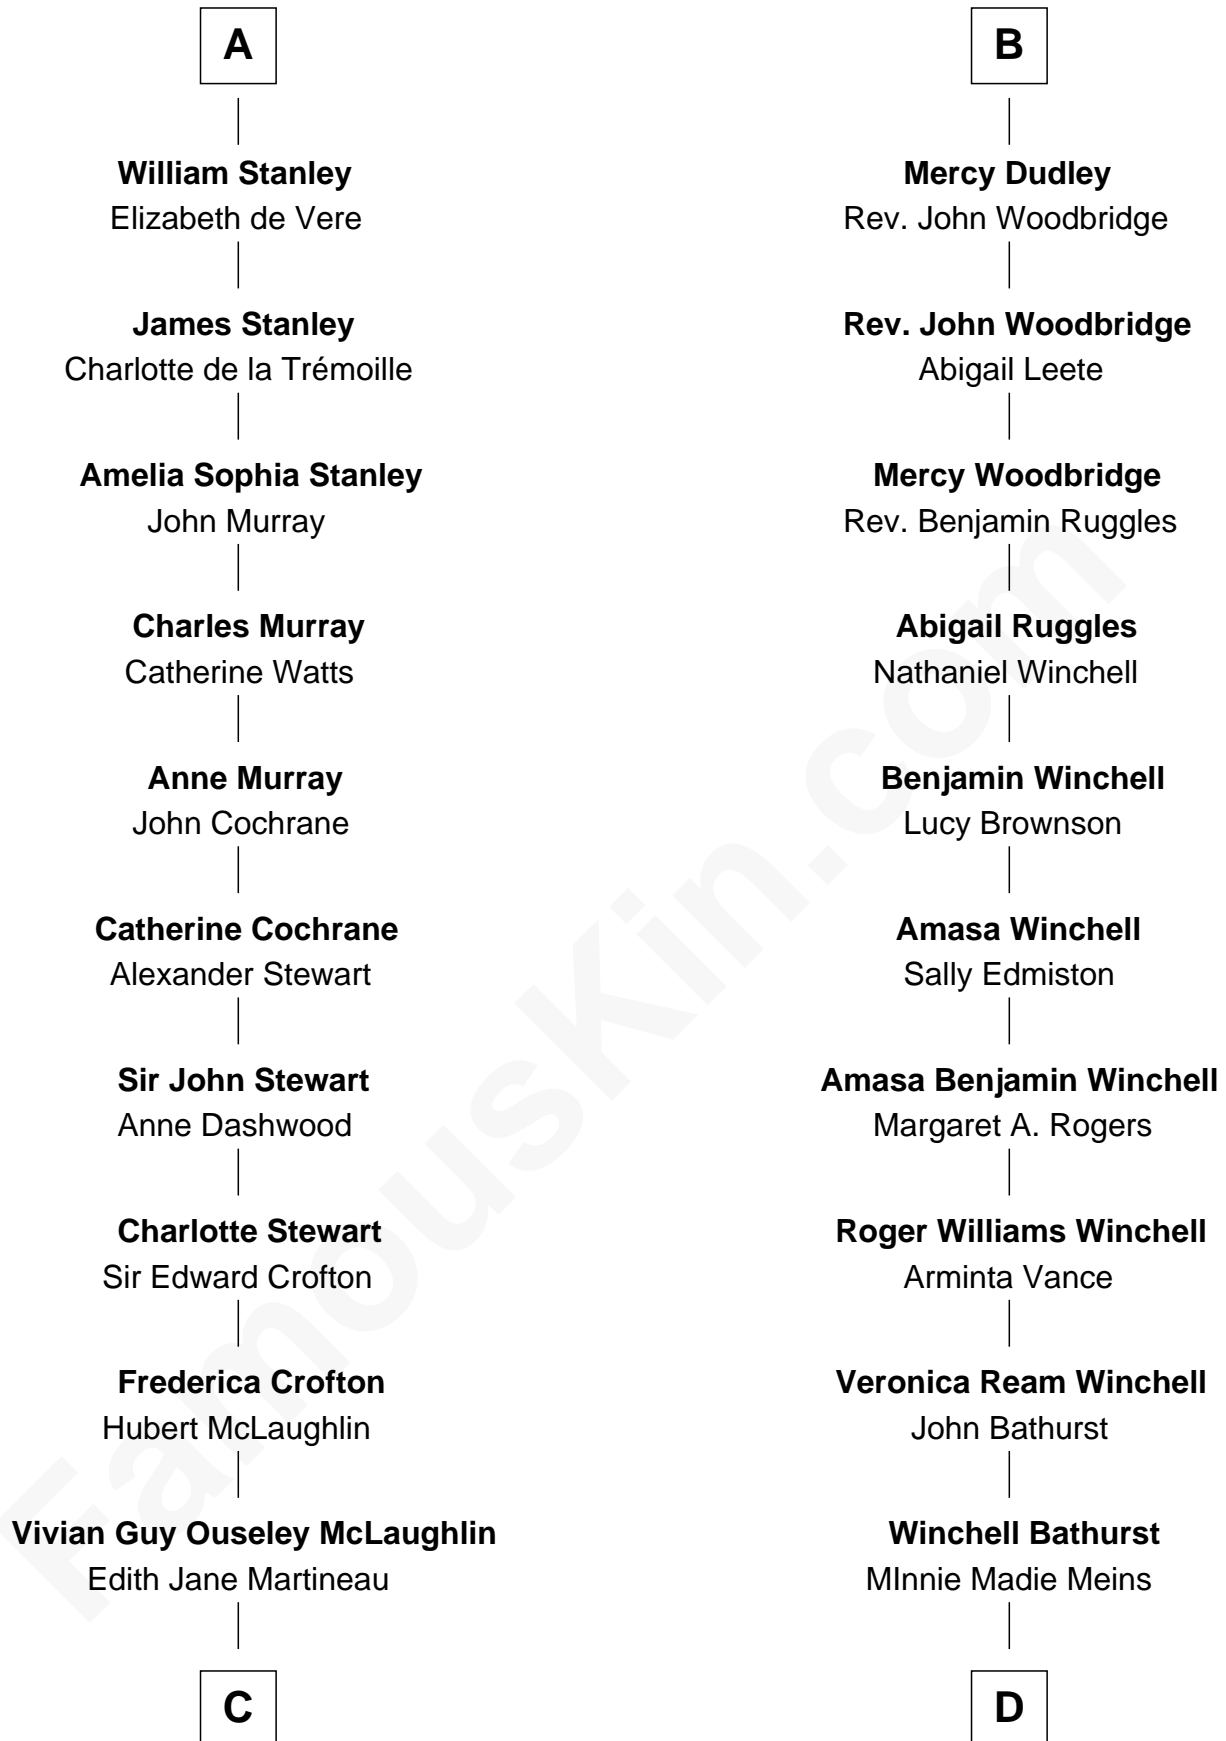 A
William Stanley
Elizabeth de Vere
James Stanley
Charlotte de la Trémoille
Amelia Sophia Stanley
John Murray
Charles Murray
Catherine Watts
Anne Murray
John Cochrane
Catherine Cochrane
Alexander Stewart
Sir John Stewart
Anne Dashwood
Charlotte Stewart
Sir Edward Crofton
Frederica Crofton
Hubert McLaughlin
Vivian Guy Ouseley McLaughlin
Edith Jane Martineau
C
B
Mercy Dudley
Rev. John Woodbridge
Rev. John Woodbridge
Abigail Leete
Mercy Woodbridge
Rev. Benjamin Ruggles
Abigail Ruggles
Nathaniel Winchell
Benjamin Winchell
Lucy Brownson
Amasa Winchell
Sally Edmiston
Amasa Benjamin Winchell
Margaret A. Rogers
Roger Williams Winchell
Arminta Vance
Veronica Ream Winchell
John Bathurst
Winchell Bathurst
MInnie Madie Meins
D
FamousKin.com